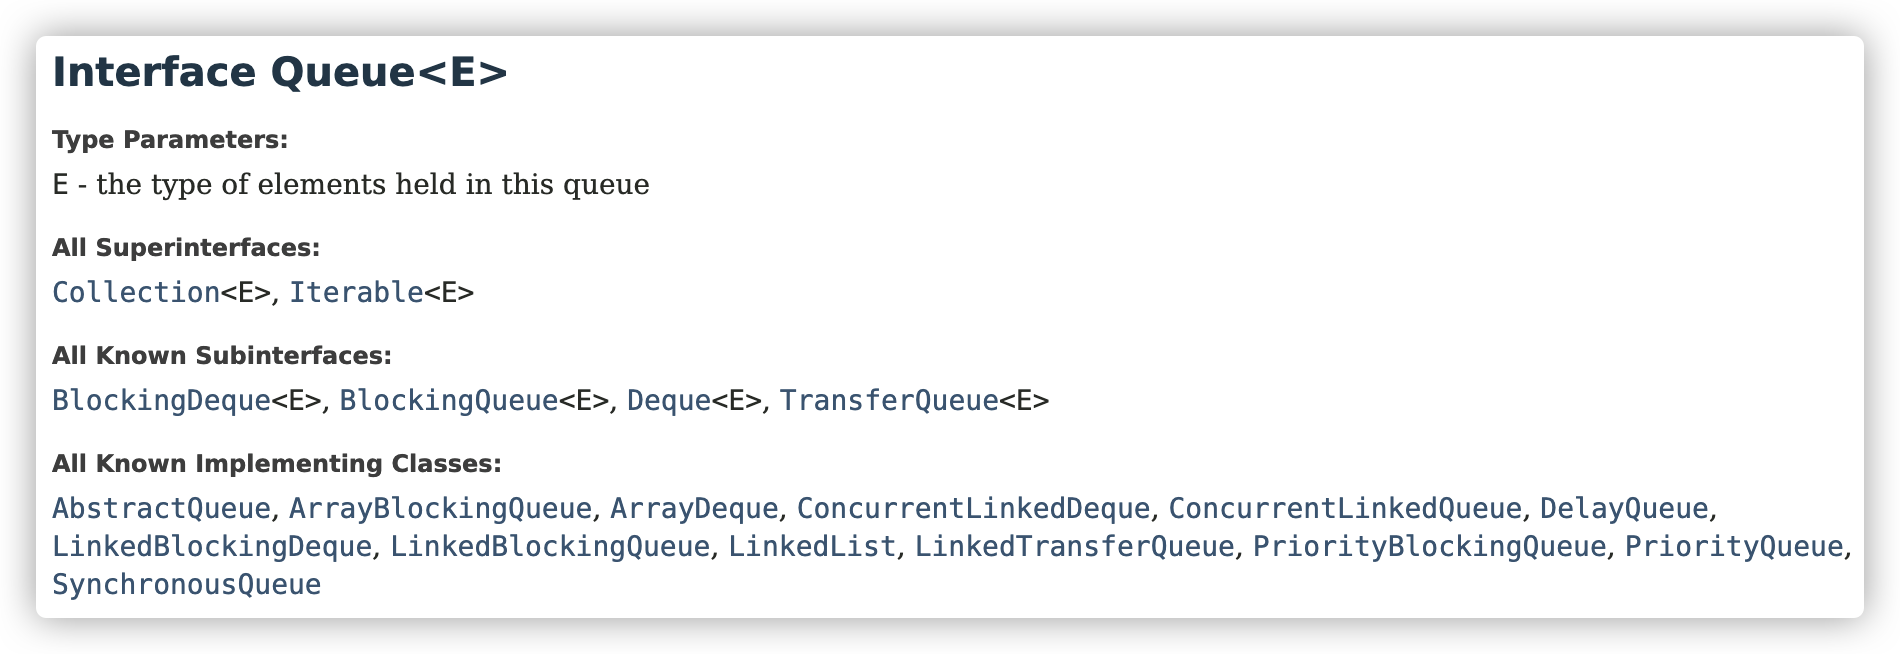 Interface Queue<E>
Type Parameters:
E - the type of elements held in this queue
All Superinterfaces:
Collection<E>, Iterable<E>
All Known Subinterfaces:
BlockingDeque<E>, BlockingQueue<E>, Deque<E>, TransferQueue<E>
All Known Implementing Classes:
AbstractQueue, ArrayBlockingQueue, ArrayDeque, ConcurrentLinkedDeque, ConcurrentLinkedQueue, DelayQueue,
LinkedBlockingDeque, LinkedBlockingQueue, LinkedList, LinkedTransferQueue, PriorityBlockingQueue, PriorityQueue,
SynchronousQueue